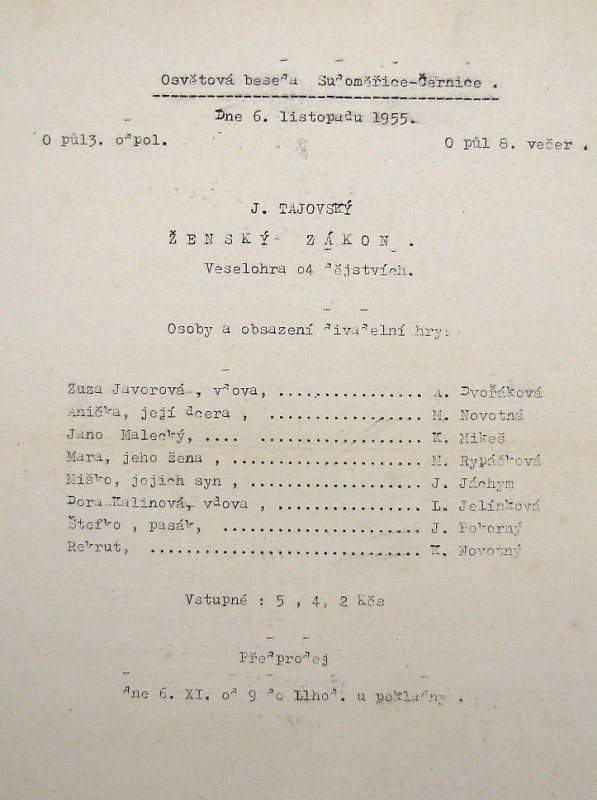 Osvětová beseda Sudoměřice-Černice .
Dne 6. listopadu 1955.
O půl3. odpol. O půl 8. večer .
J. TAJOVSKÝ
ŽENSKÝ ZÁKON .
Veselohra o4 dějstvích.
Osoby a obsazení divadelní hry:
Zuza Javorová , vdova, ................ A. Dvořáková
Anička, její dcera , ................ M. Novotná
Jano Malecký, .... ................ K. Mikeš
Mara, jeho žena , .................... M. Rypáčková
Miško, jejich syn , .................. J. Jáchym
Dora Kalinová, vdova , ............... L. Jelínková
Štefko , pasák, ..................... J. Pokorný
Rekrut, ............................ K. Novotný
Vstupné : 5 , 4, 2 Kčs
Předprodej
dne 6. XI. od 9 do 11hod. u pokladny .